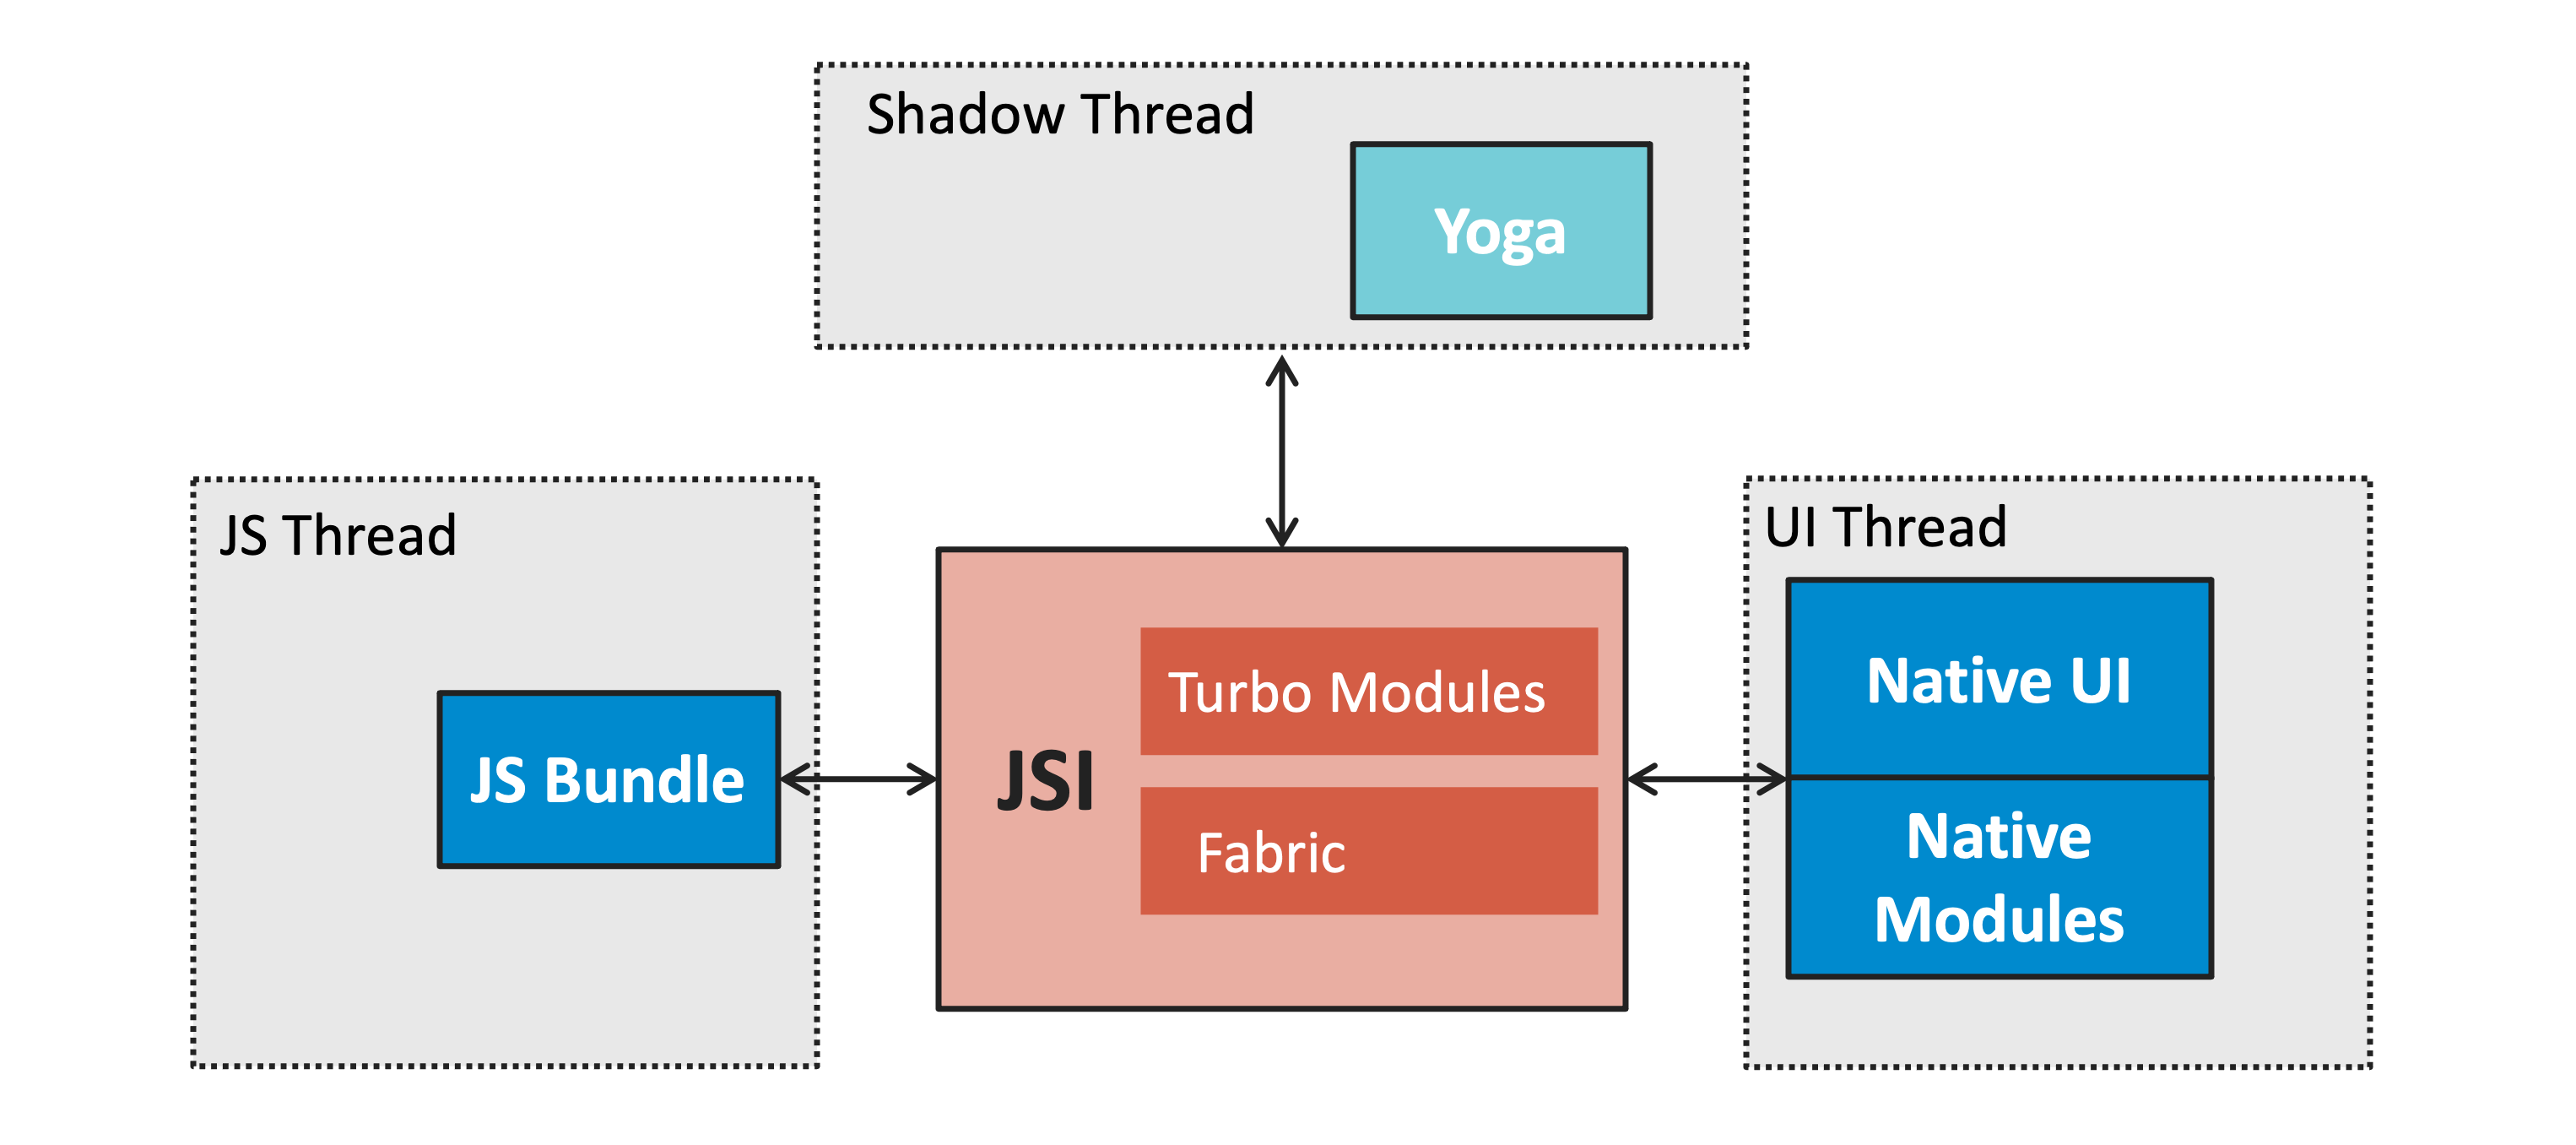 Shadow Thread
Yoga
JS Thread
JS Bundle
JSI
Turbo Modules
Fabric
UI Thread
Native UI
Native
Modules